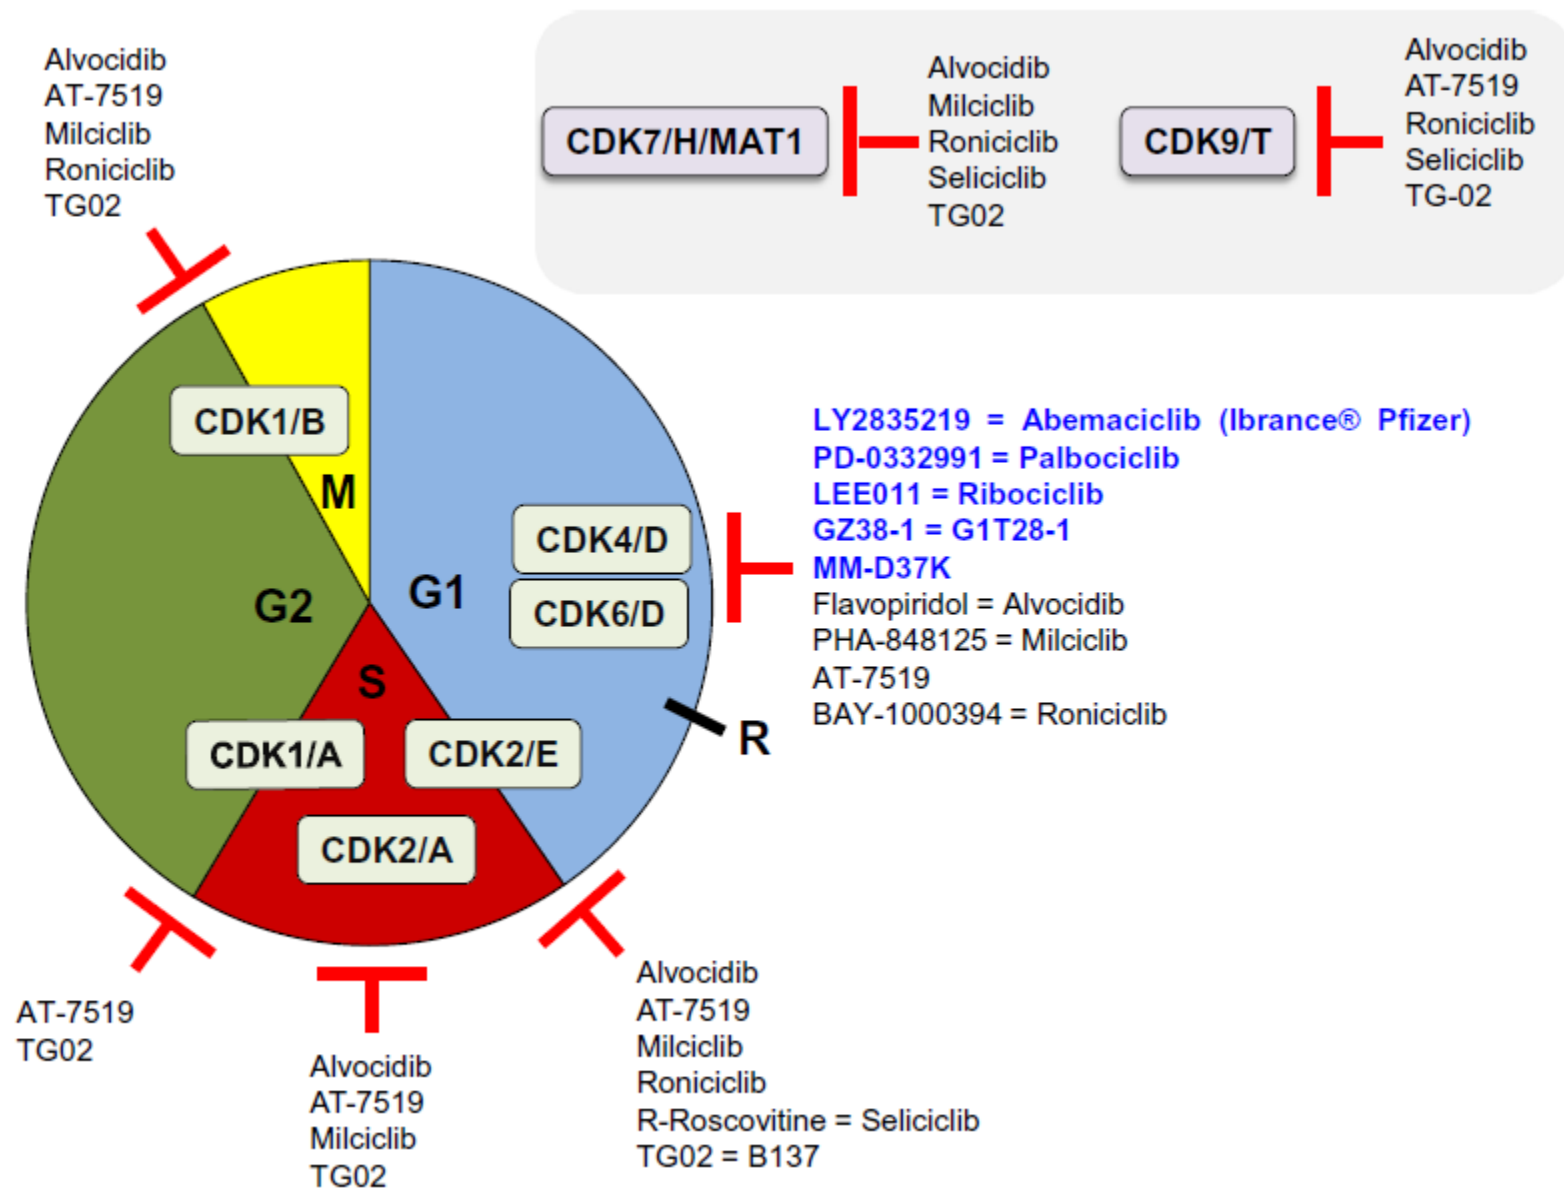 Alvocidib
AT-7519
Milciclib
Roniciclib
TG02
CDK7/H/MAT1
Alvocidib
Milciclib
Roniciclib
Seliciclib
TG02
CDK9/T
Alvocidib
AT-7519
Roniciclib
Seliciclib
TG-02
CDK1/B
M
G2
G1
S
CDK4/D
CDK6/D
R
CDK1/A
CDK2/E
CDK2/A
LY2835219 = Abemaciclib (Ibrance® Pfizer)
PD-0332991 = Palbociclib
LEE011 = Ribociclib
GZ38-1 = G1T28-1
MM-D37K
Flavopiridol = Alvocidib
PHA-848125 = Milciclib
AT-7519
BAY-1000394 = Roniciclib
AT-7519
TG02
Alvocidib
AT-7519
Milciclib
TG02
Alvocidib
AT-7519
Milciclib
Roniciclib
R-Roscovitine = Seliciclib
TG02 = B137